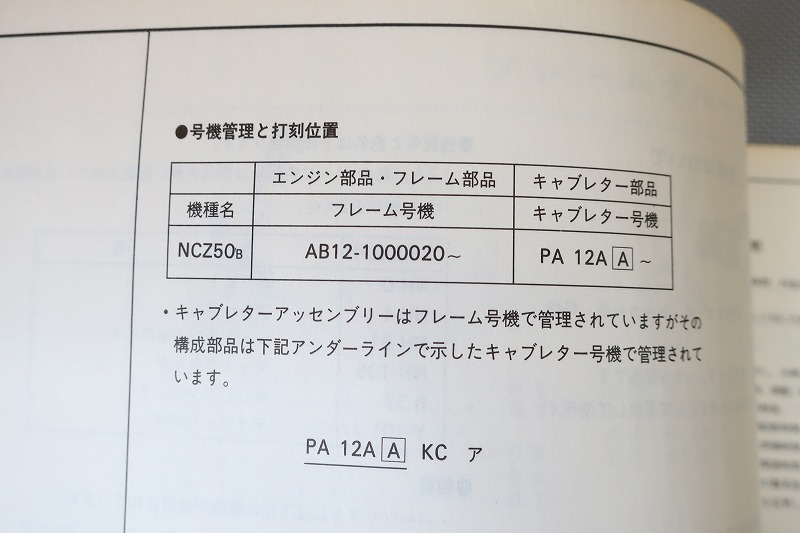 ●号機管理と打刻位置
エンジン部品・フレーム部品 キャブレター部品
機種名 フレーム号機 キャブレター号機
NCZ50B AB12-1000020~ PA 12A A ~
・キャブレターアッセンブリーはフレーム号機で管理されていますがその
構成部品は下記アンダーラインで示したキャブレター号機で管理されて
います。
PA 12A A KC ア